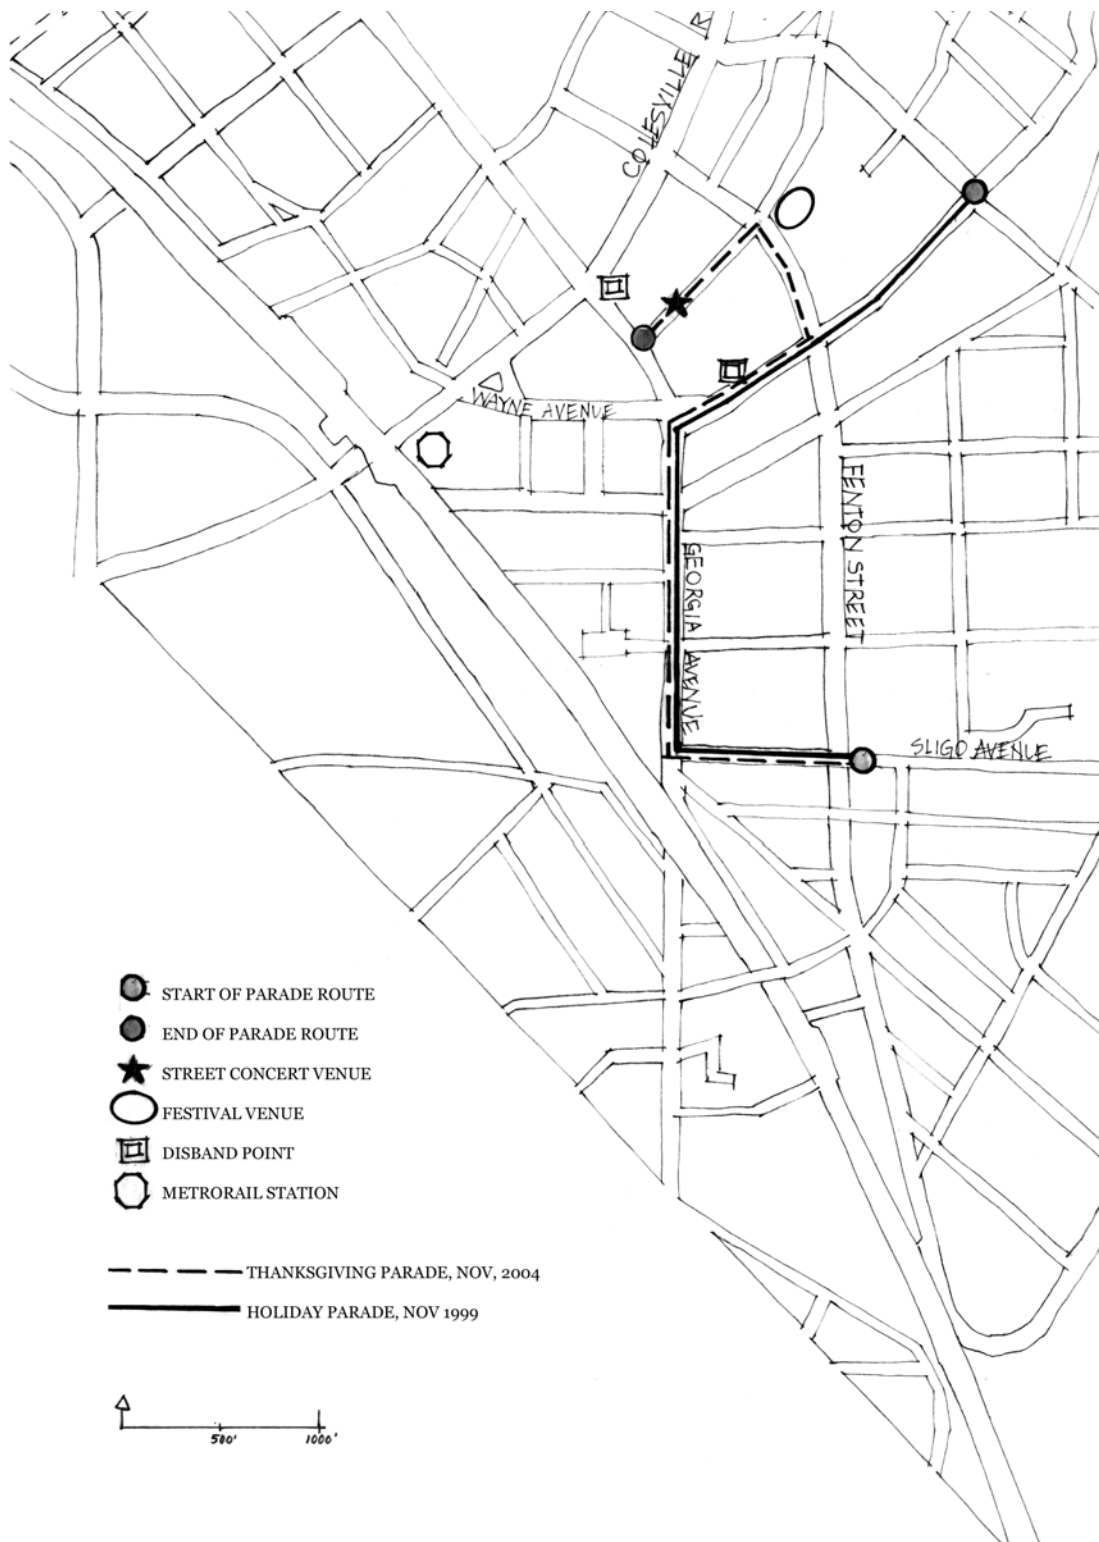 COLESVILLE R
WAYNE AVENUE
FENTON STREET
GEORGIA AVENUE
SLIGO AVENUE
START OF PARADE ROUTE
END OF PARADE ROUTE
STREET CONCERT VENUE
FESTIVAL VENUE
DISBAND POINT
METRORAIL STATION
THANKSGIVING PARADE, NOV, 2004
HOLIDAY PARADE, NOV 1999
500' 1000'